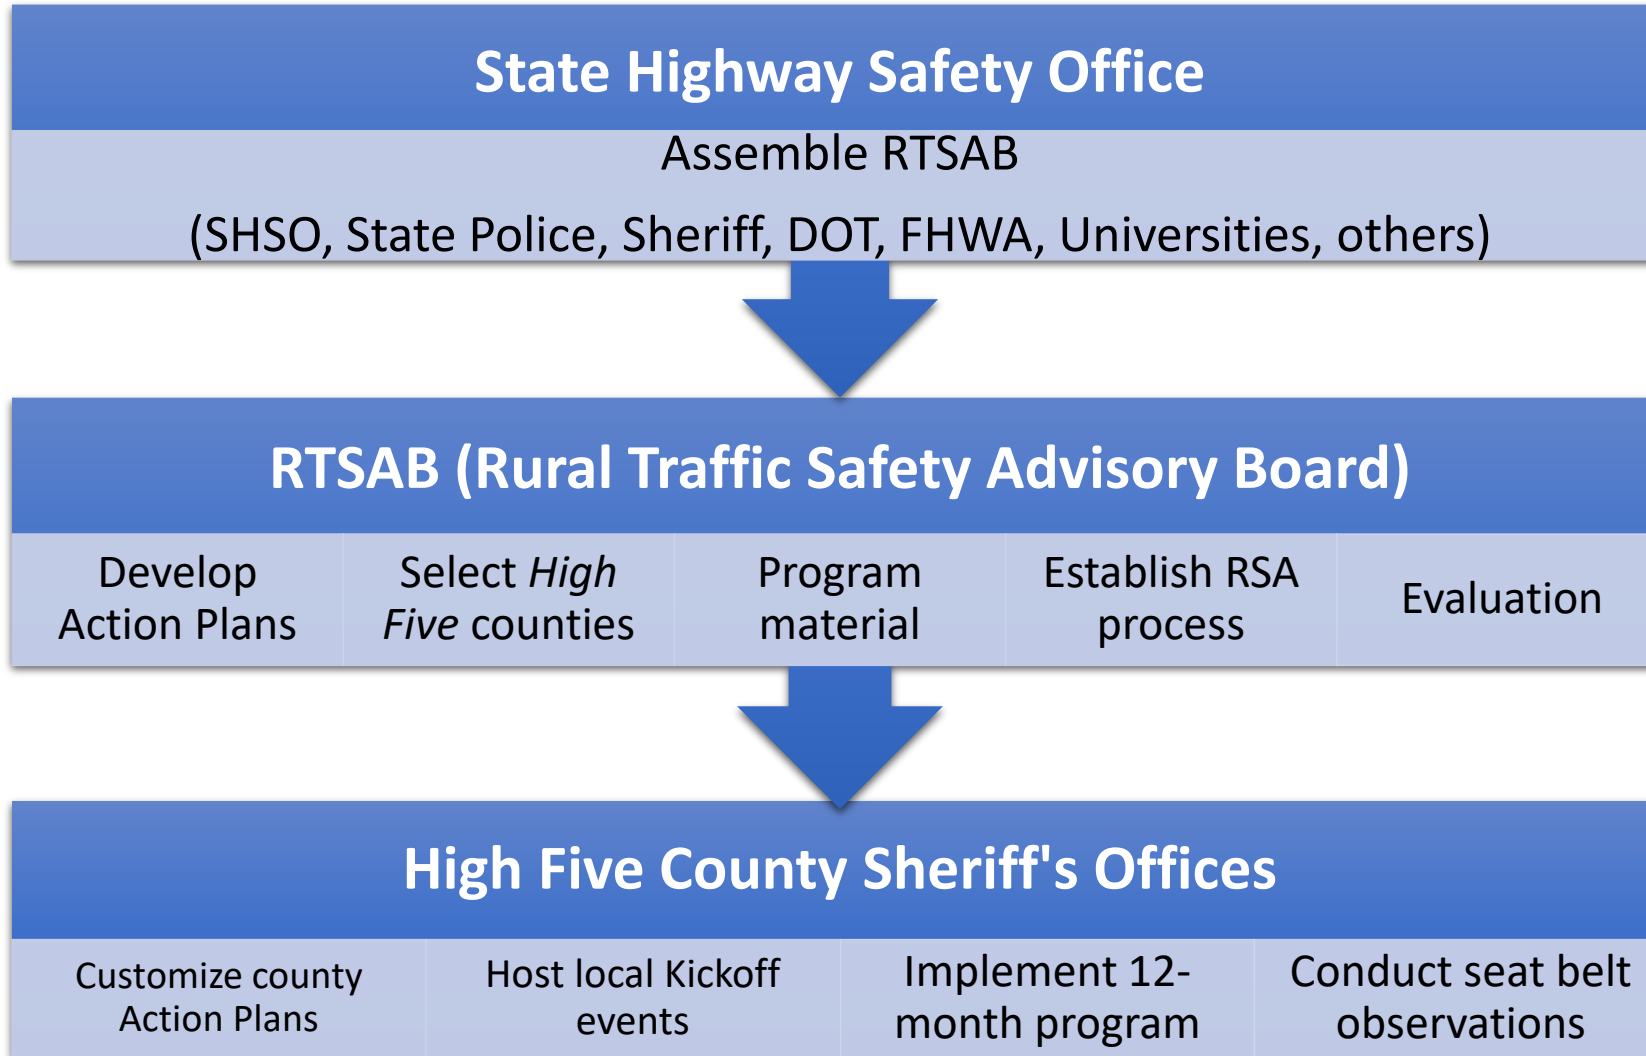 State Highway Safety Office
Assemble RTSAB
(SHSO, State Police, Sheriff, DOT, FHWA, Universities, others)
RTSAB (Rural Traffic Safety Advisory Board)
Develop
Action Plans
Select High
Five counties
Program
material
Establish RSA
process
Evaluation
High Five County Sheriff's Offices
Customize county
Action Plans
Host local Kickoff
events
Implement 12-
month program
Conduct seat belt
observations